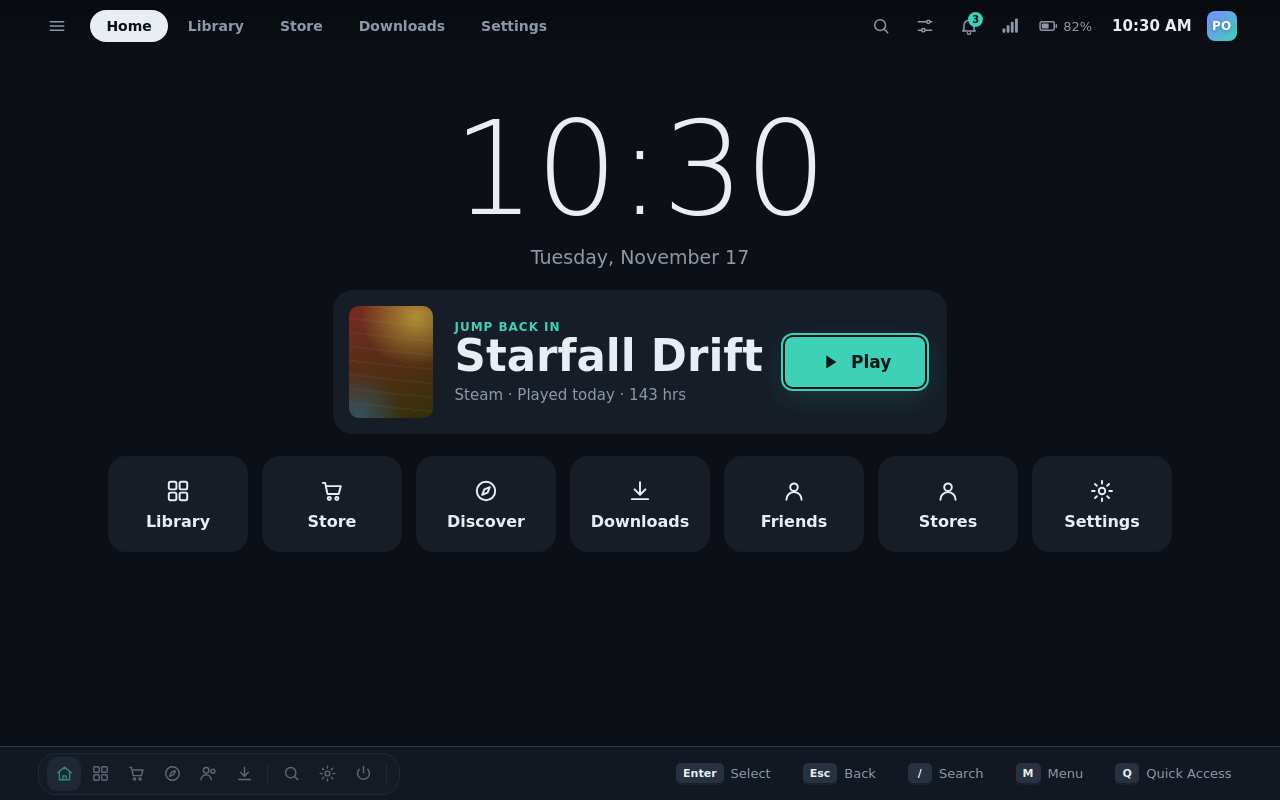 Home Library Store Downloads Settings 3 82% 10:30 AM PO
10:30
Tuesday, November 17
JUMP BACK IN
Starfall Drift
Steam · Played today · 143 hrs
Play
Library Store Discover Downloads Friends Stores Settings
Enter Select Esc Back / Search M Menu Q Quick Access